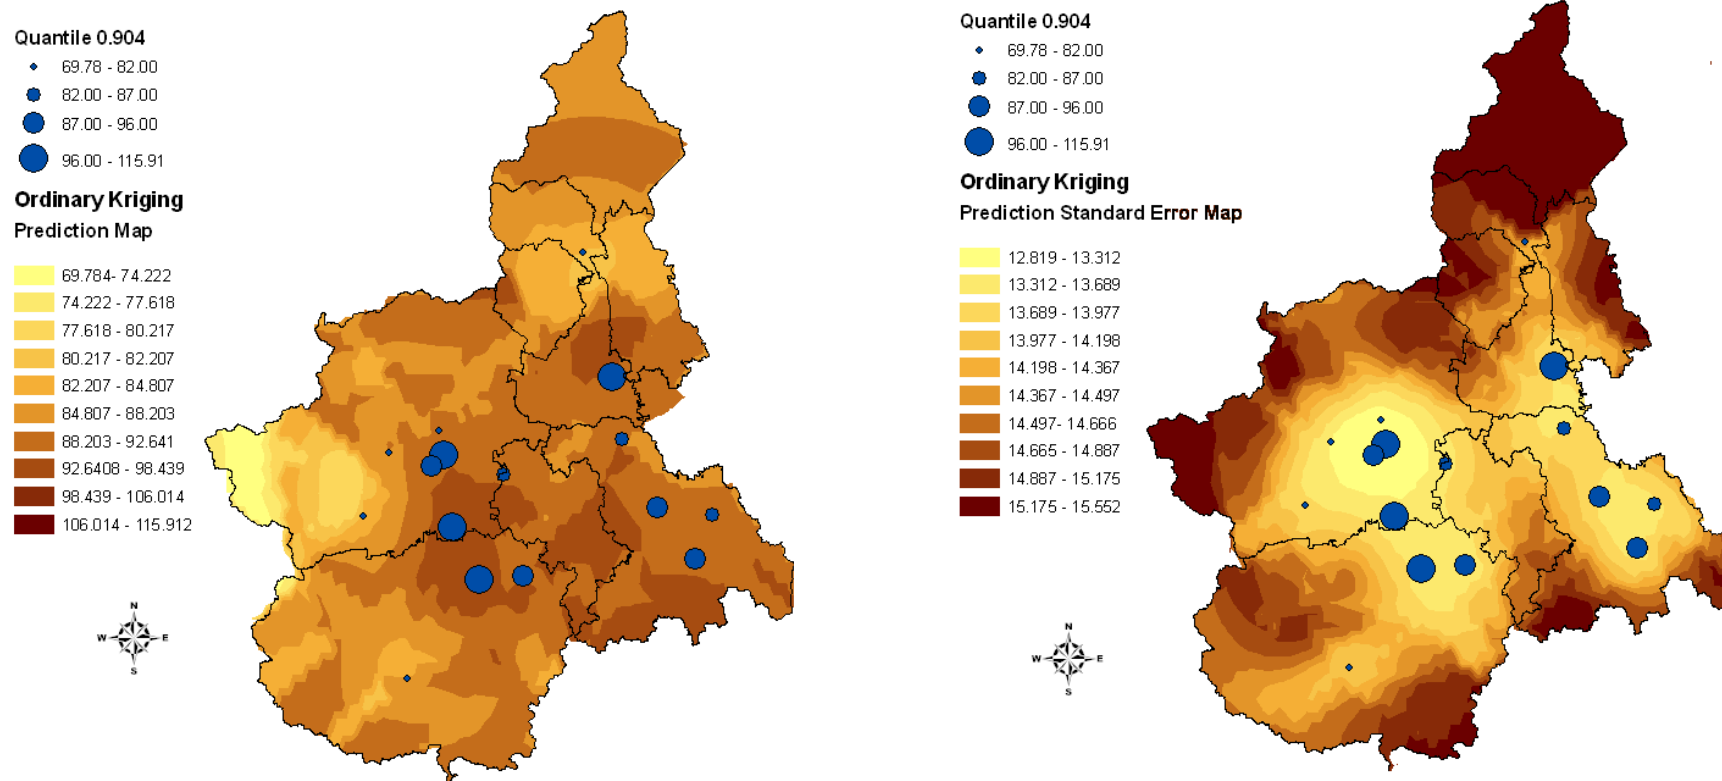 Quantile 0.904
69.78 - 82.00
82.00 - 87.00
87.00 - 96.00
96.00 - 115.91
Ordinary Kriging
Prediction Map
69.784- 74.222
74.222 - 77.618
77.618 - 80.217
80.217 - 82.207
82.207 - 84.807
84.807 - 88.203
88.203 - 92.641
92.6408 - 98.439
98.439 - 106.014
106.014 - 115.912
N
W E
S
Quantile 0.904
69.78 - 82.00
82.00 - 87.00
87.00 - 96.00
96.00 - 115.91
Ordinary Kriging
Prediction Standard Error Map
12.819 - 13.312
13.312 - 13.689
13.689 - 13.977
13.977 - 14.198
14.198 - 14.367
14.367 - 14.497
14.497- 14.666
14.665 - 14.887
14.887 - 15.175
15.175 - 15.552
N
W E
S